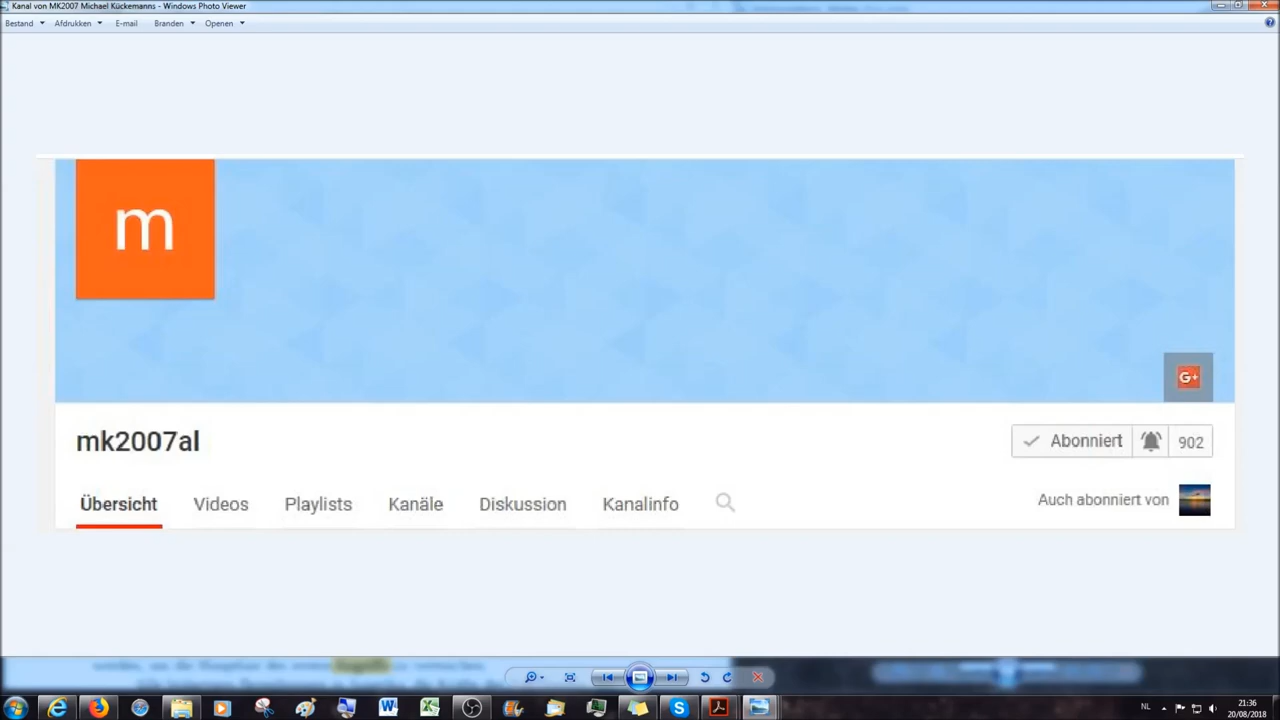 Kanal von MK2007 Michael Kückemanns - Windows Photo Viewer
Bestand Afdrukken E-mail Branden Openen
m
G+
mk2007al
Abonniert 902
Übersicht Videos Playlists Kanäle Diskussion Kanalinfo
Auch abonniert von
NL 21:36
20/08/2018